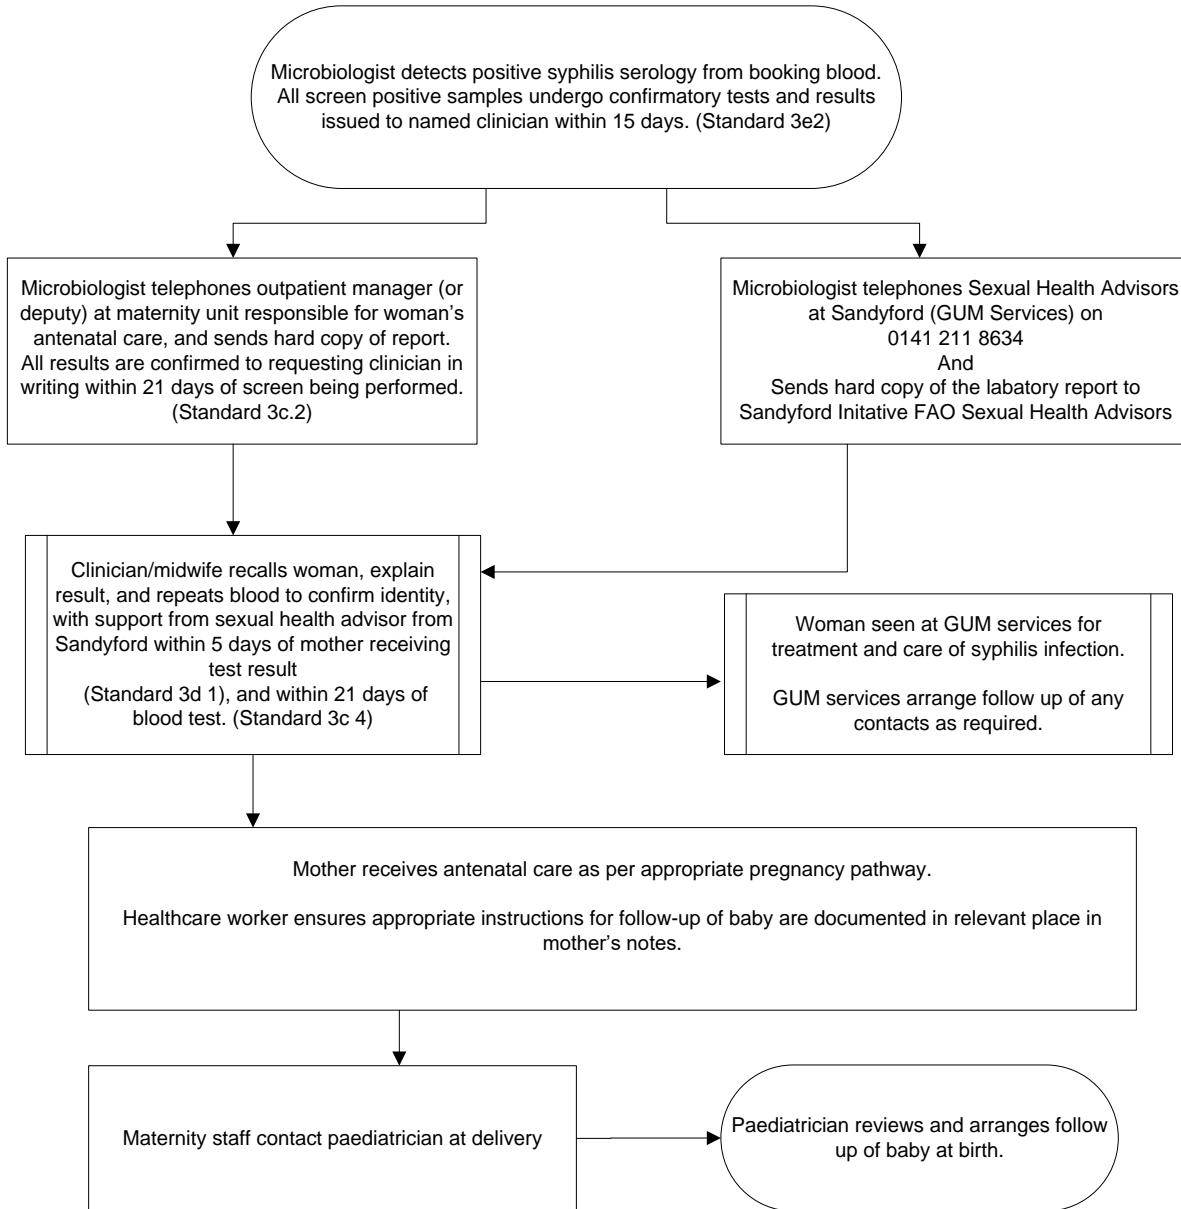 Microbiologist detects positive syphilis serology from booking blood.
All screen positive samples undergo confirmatory tests and results
issued to named clinician within 15 days. (Standard 3e2)
Microbiologist telephones outpatient manager (or
deputy) at maternity unit responsible for woman's
antenatal care, and sends hard copy of report.
All results are confirmed to requesting clinician in
writing within 21 days of screen being performed.
(Standard 3c.2)
Microbiologist telephones Sexual Health Advisors
at Sandyford (GUM Services) on
0141 211 8634
And
Sends hard copy of the labatory report to
Sandyford Initative FAO Sexual Health Advisors
Clinician/midwife recalls woman, explain
result, and repeats blood to confirm identity,
with support from sexual health advisor from
Sandyford within 5 days of mother receiving
test result
(Standard 3d 1), and within 21 days of
blood test. (Standard 3c 4)
Woman seen at GUM services for
treatment and care of syphilis infection.
GUM services arrange follow up of any
contacts as required.
Mother receives antenatal care as per appropriate pregnancy pathway.
Healthcare worker ensures appropriate instructions for follow-up of baby are documented in relevant place in
mother's notes.
Maternity staff contact paediatrician at delivery
Paediatrician reviews and arranges follow
up of baby at birth.